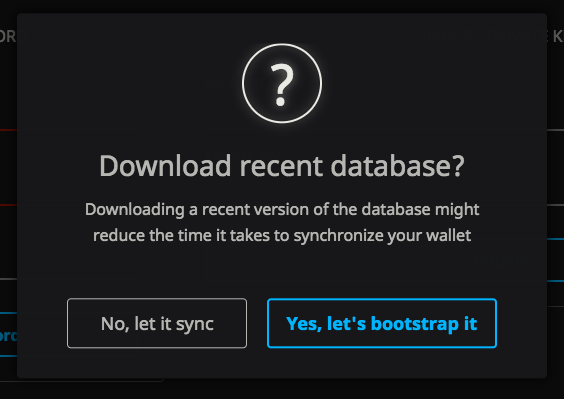 ?
Download recent database?
Downloading a recent version of the database might
reduce the time it takes to synchronize your wallet
No, let it sync
Yes, let's bootstrap it